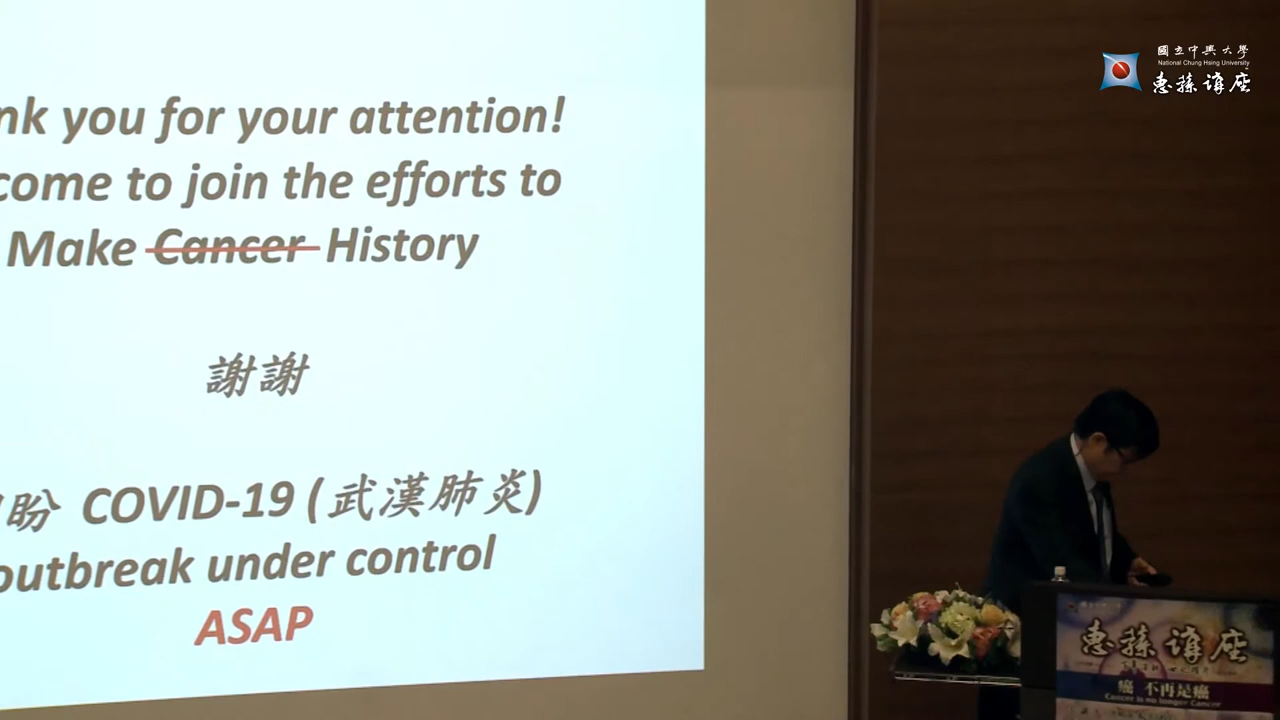 nk you for your attention!
come to join the efforts to
Make Cancer History
謝謝
盼 COVID-19 (武漢肺炎)
outbreak under control
ASAP
國立中興大學
National Chung Hsing University
惠蓀講座
惠蓀講座
癌 不再是癌
Cancer is no longer Cancer